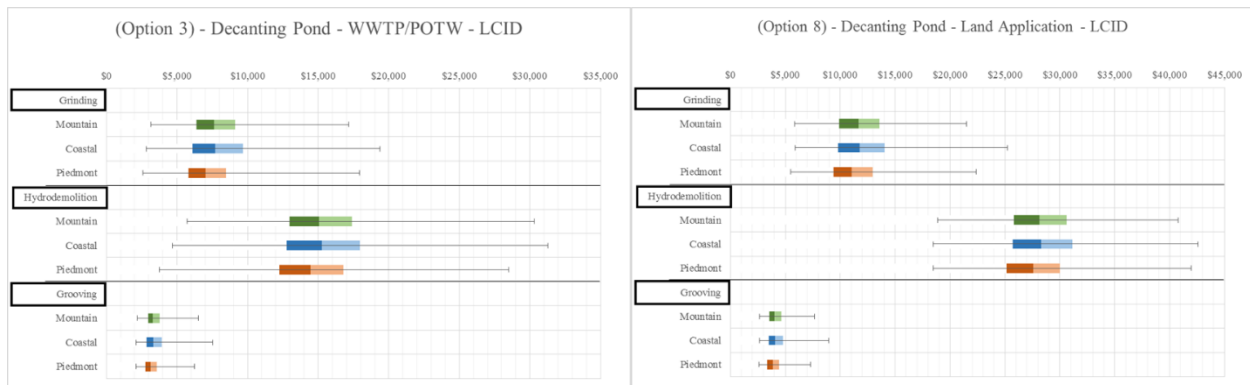 (Option 3) - Decanting Pond - WWTP/POTW - LCID
$0 $5,000 $10,000 $15,000 $20,000 $25,000 $30,000 $35,000
Grinding
Mountain
Coastal
Piedmont
Hydrodemolition
Mountain
Coastal
Piedmont
Grooving
Mountain
Coastal
Piedmont
(Option 8) - Decanting Pond - Land Application - LCID
$0 $5,000 $10,000 $15,000 $20,000 $25,000 $30,000 $35,000 $40,000 $45,000
Grinding
Mountain
Coastal
Piedmont
Hydrodemolition
Mountain
Coastal
Piedmont
Grooving
Mountain
Coastal
Piedmont